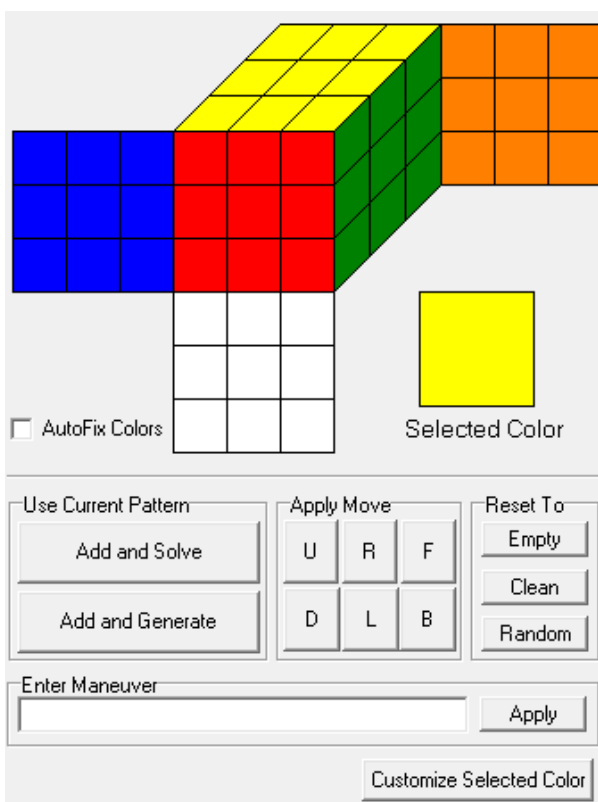 AutoFix Colors
Selected Color
Use Current Pattern
Add and Solve
Add and Generate
Apply Move
U R F
D L B
Reset To
Empty
Clean
Random
Enter Maneuver
Apply
Customize Selected Color